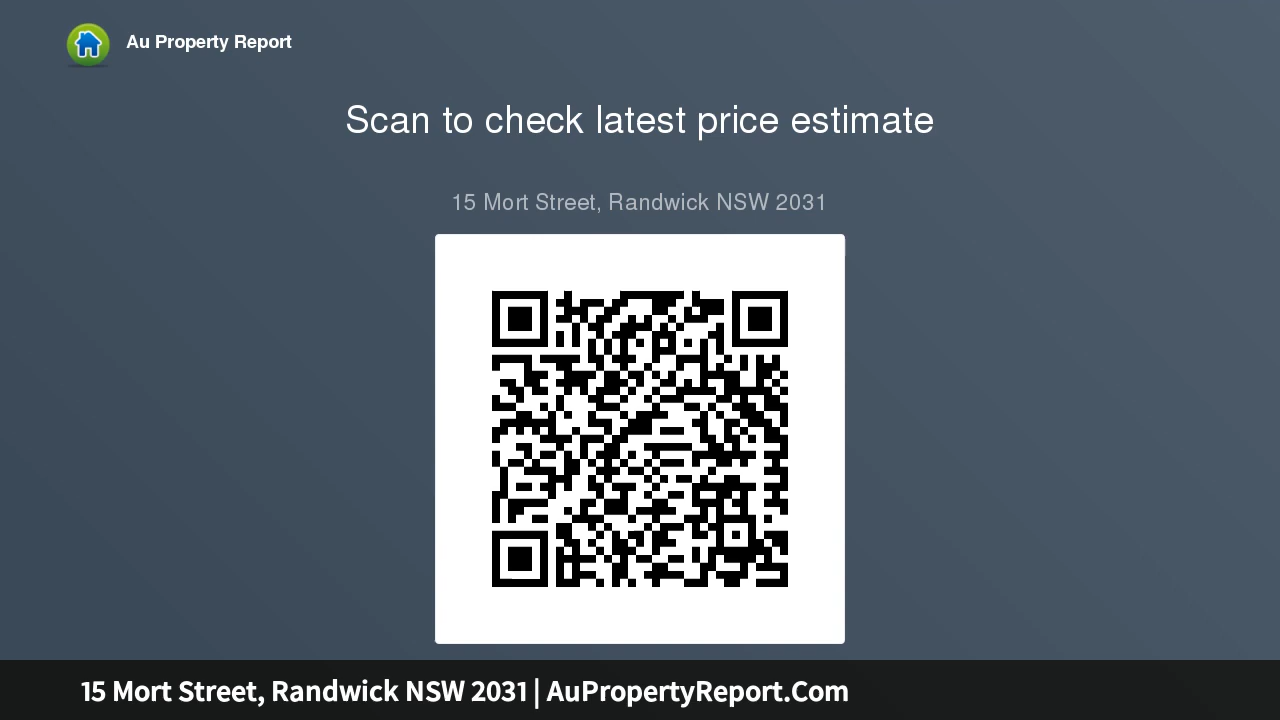 Au Property Report
Scan to check latest price estimate
15 Mort Street, Randwick NSW 2031
15 Mort Street, Randwick NSW 2031 | AuPropertyReport.Com